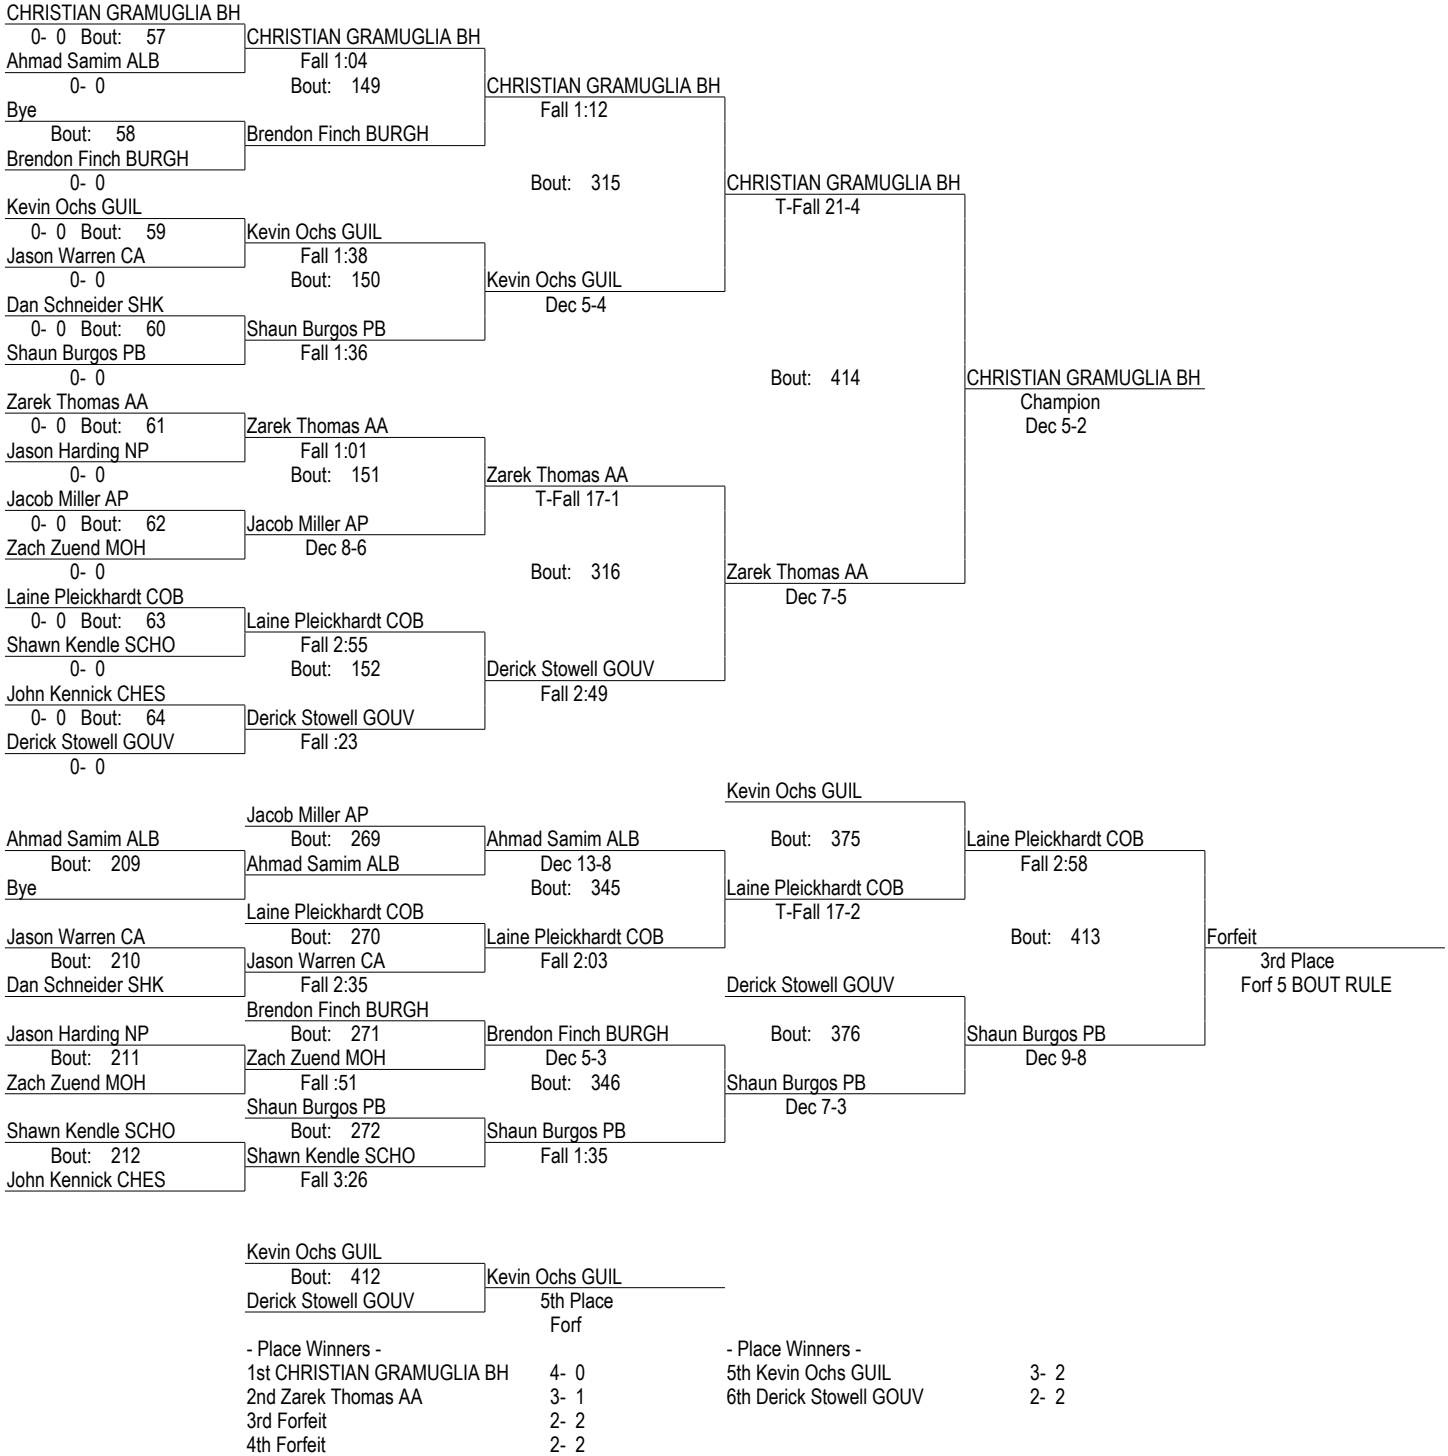 CHRISTIAN GRAMUGLIA BH
0- 0 Bout: 57 CHRISTIAN GRAMUGLIA BH
Ahmad Samim ALB Fall 1:04
0- 0 Bout: 149 CHRISTIAN GRAMUGLIA BH
Bye Fall 1:12
Bout: 58 Brendon Finch BURGH
Brendon Finch BURGH
0- 0 Bout: 315 CHRISTIAN GRAMUGLIA BH
Kevin Ochs GUIL T-Fall 21-4
0- 0 Bout: 59 Kevin Ochs GUIL
Jason Warren CA Fall 1:38
0- 0 Bout: 150 Kevin Ochs GUIL
Dan Schneider SHK Dec 5-4
0- 0 Bout: 60 Shaun Burgos PB
Shaun Burgos PB Fall 1:36
0- 0 Bout: 414 CHRISTIAN GRAMUGLIA BH
Zarek Thomas AA Champion
0- 0 Bout: 61 Zarek Thomas AA Dec 5-2
Jason Harding NP Fall 1:01
0- 0 Bout: 151 Zarek Thomas AA
Jacob Miller AP T-Fall 17-1
0- 0 Bout: 62 Jacob Miller AP
Zach Zuend MOH Dec 8-6
0- 0 Bout: 316 Zarek Thomas AA
Laine Pleickhardt COB Dec 7-5
0- 0 Bout: 63 Laine Pleickhardt COB
Shawn Kendle SCHO Fall 2:55
0- 0 Bout: 152 Derick Stowell GOUV
John Kennick CHES Fall 2:49
0- 0 Bout: 64 Derick Stowell GOUV
Derick Stowell GOUV Fall :23
0- 0
Kevin Ochs GUIL
Jacob Miller AP
Ahmad Samim ALB Bout: 269 Ahmad Samim ALB Bout: 375 Laine Pleickhardt COB
Bout: 209 Ahmad Samim ALB Dec 13-8 Fall 2:58
Bye Bout: 345 Laine Pleickhardt COB
Laine Pleickhardt COB T-Fall 17-2
Jason Warren CA Bout: 270 Laine Pleickhardt COB Bout: 413 Forfeit
Bout: 210 Jason Warren CA Fall 2:03 3rd Place
Dan Schneider SHK Fall 2:35 Derick Stowell GOUV Forf 5 BOUT RULE
Brendon Finch BURGH
Jason Harding NP Bout: 271 Brendon Finch BURGH Bout: 376 Shaun Burgos PB
Bout: 211 Zach Zuend MOH Dec 5-3 Dec 9-8
Zach Zuend MOH Fall :51 Bout: 346 Shaun Burgos PB
Shaun Burgos PB Dec 7-3
Shawn Kendle SCHO Bout: 272 Shaun Burgos PB
Bout: 212 Shawn Kendle SCHO Fall 1:35
John Kennick CHES Fall 3:26
Kevin Ochs GUIL
Bout: 412 Kevin Ochs GUIL
Derick Stowell GOUV 5th Place
Forf
- Place Winners - - Place Winners -
1st CHRISTIAN GRAMUGLIA BH 4- 0 5th Kevin Ochs GUIL 3- 2
2nd Zarek Thomas AA 3- 1 6th Derick Stowell GOUV 2- 2
3rd Forfeit 2- 2
4th Forfeit 2- 2